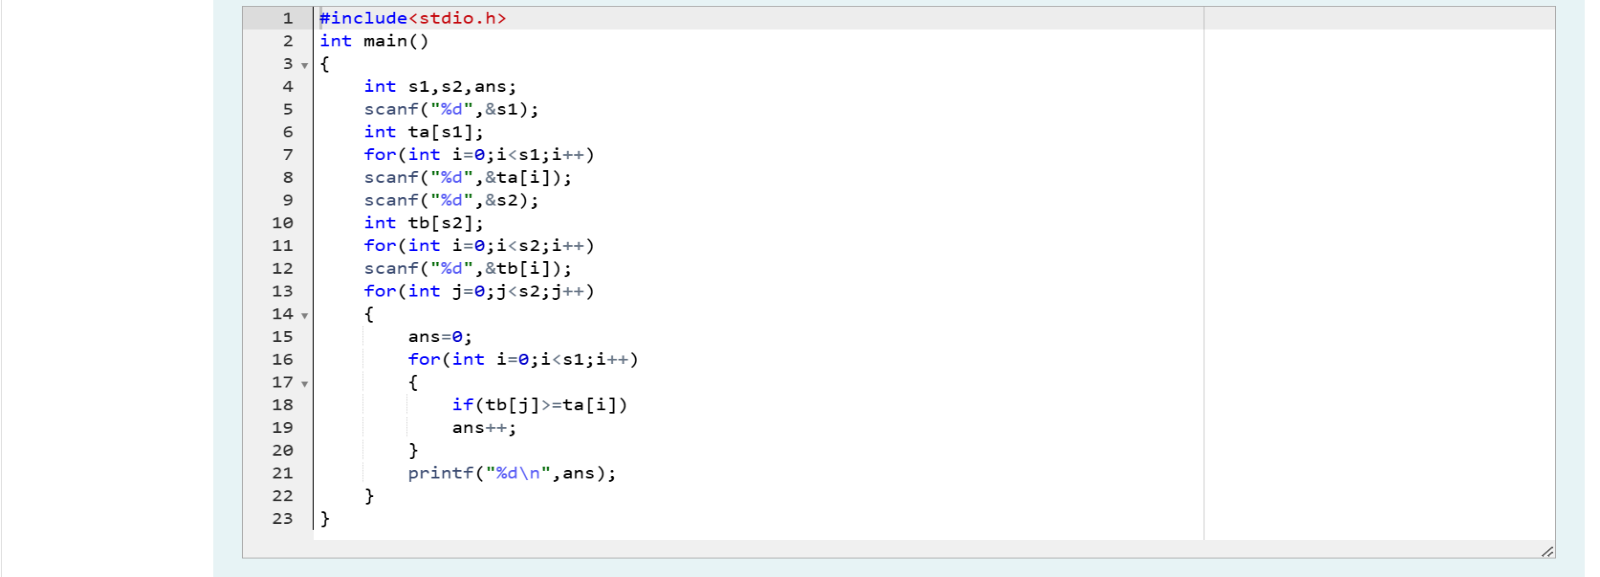 1 #include<stdio.h>
2 int main()
3 {
4     int s1,s2,ans;
5     scanf("%d",&s1);
6     int ta[s1];
7     for(int i=0;i<s1;i++)
8     scanf("%d",&ta[i]);
9     scanf("%d",&s2);
10     int tb[s2];
11     for(int i=0;i<s2;i++)
12     scanf("%d",&tb[i]);
13     for(int j=0;j<s2;j++)
14     {
15         ans=0;
16         for(int i=0;i<s1;i++)
17         {
18             if(tb[j]>=ta[i])
19             ans++;
20         }
21         printf("%d\n",ans);
22     }
23 }